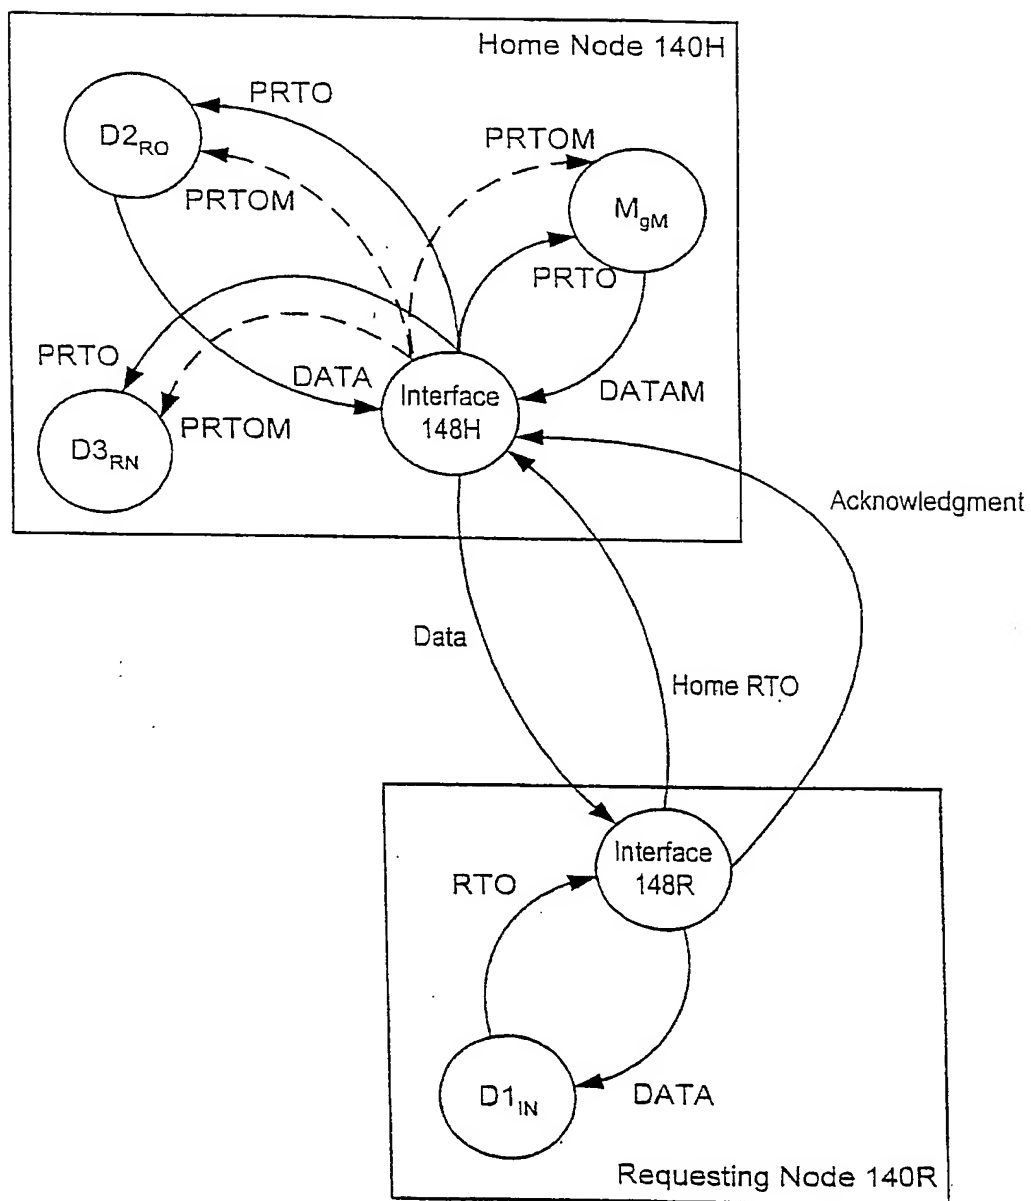 Home Node 140H
PRTO
D2RO
PRTOM
PRTOM
MgM
PRTO
PRTO
DATA
Interface
148H
DATAM
PRTOM
D3RN
Acknowledgment
Data
Home RTO
Interface
148R
RTO
D1IN
DATA
Requesting Node 140R